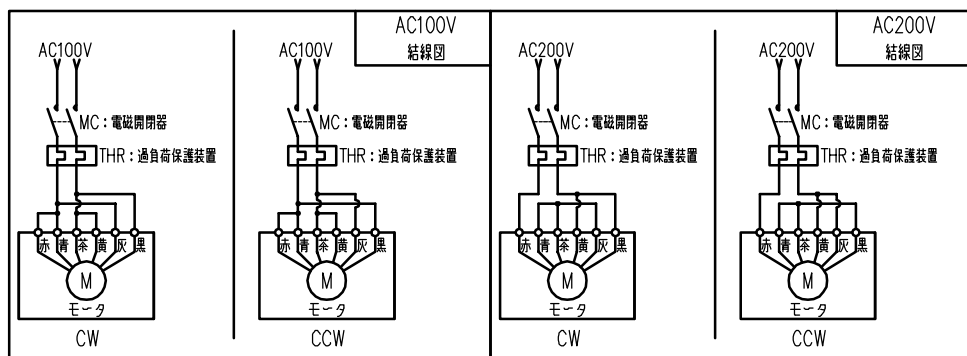 AC100V
結線図
AC100V
MC：電磁開閉器
THR：過負荷保護装置
赤 青 茶 黄 灰 黒
M
モータ
CW
AC100V
MC：電磁開閉器
THR：過負荷保護装置
赤 青 茶 黄 灰 黒
M
モータ
CCW
AC200V
結線図
AC200V
MC：電磁開閉器
THR：過負荷保護装置
赤 青 茶 黄 灰 黒
M
モータ
CW
AC200V
MC：電磁開閉器
THR：過負荷保護装置
赤 青 茶 黄 灰 黒
M
モータ
CCW